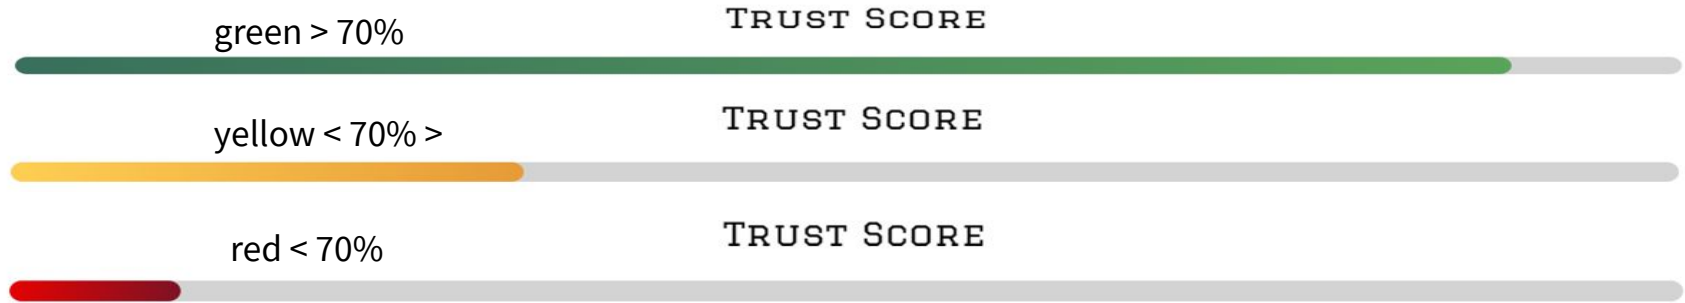 TRUST SCORE
green > 70%
TRUST SCORE
yellow < 70% >
TRUST SCORE
red < 70%